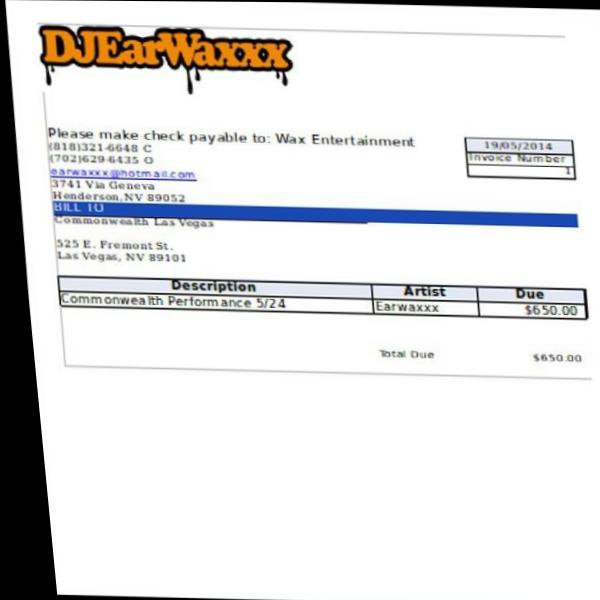 DJEarWaxxx
Please make check payable to: Wax Entertainment
(818)321-6648 C
(702)629-6435 O
earwaxxx@hotmail.com
3741 Via Geneva
Henderson,NV 89052
19/05/2014
Invoice Number
1
BILL TO
Commonwealth Las Vegas
525 E. Fremont St.
Las Vegas, NV 89101
Description Artist Due
Commonwealth Performance 5/24 Earwaxxx $650.00
Total Due $650.00